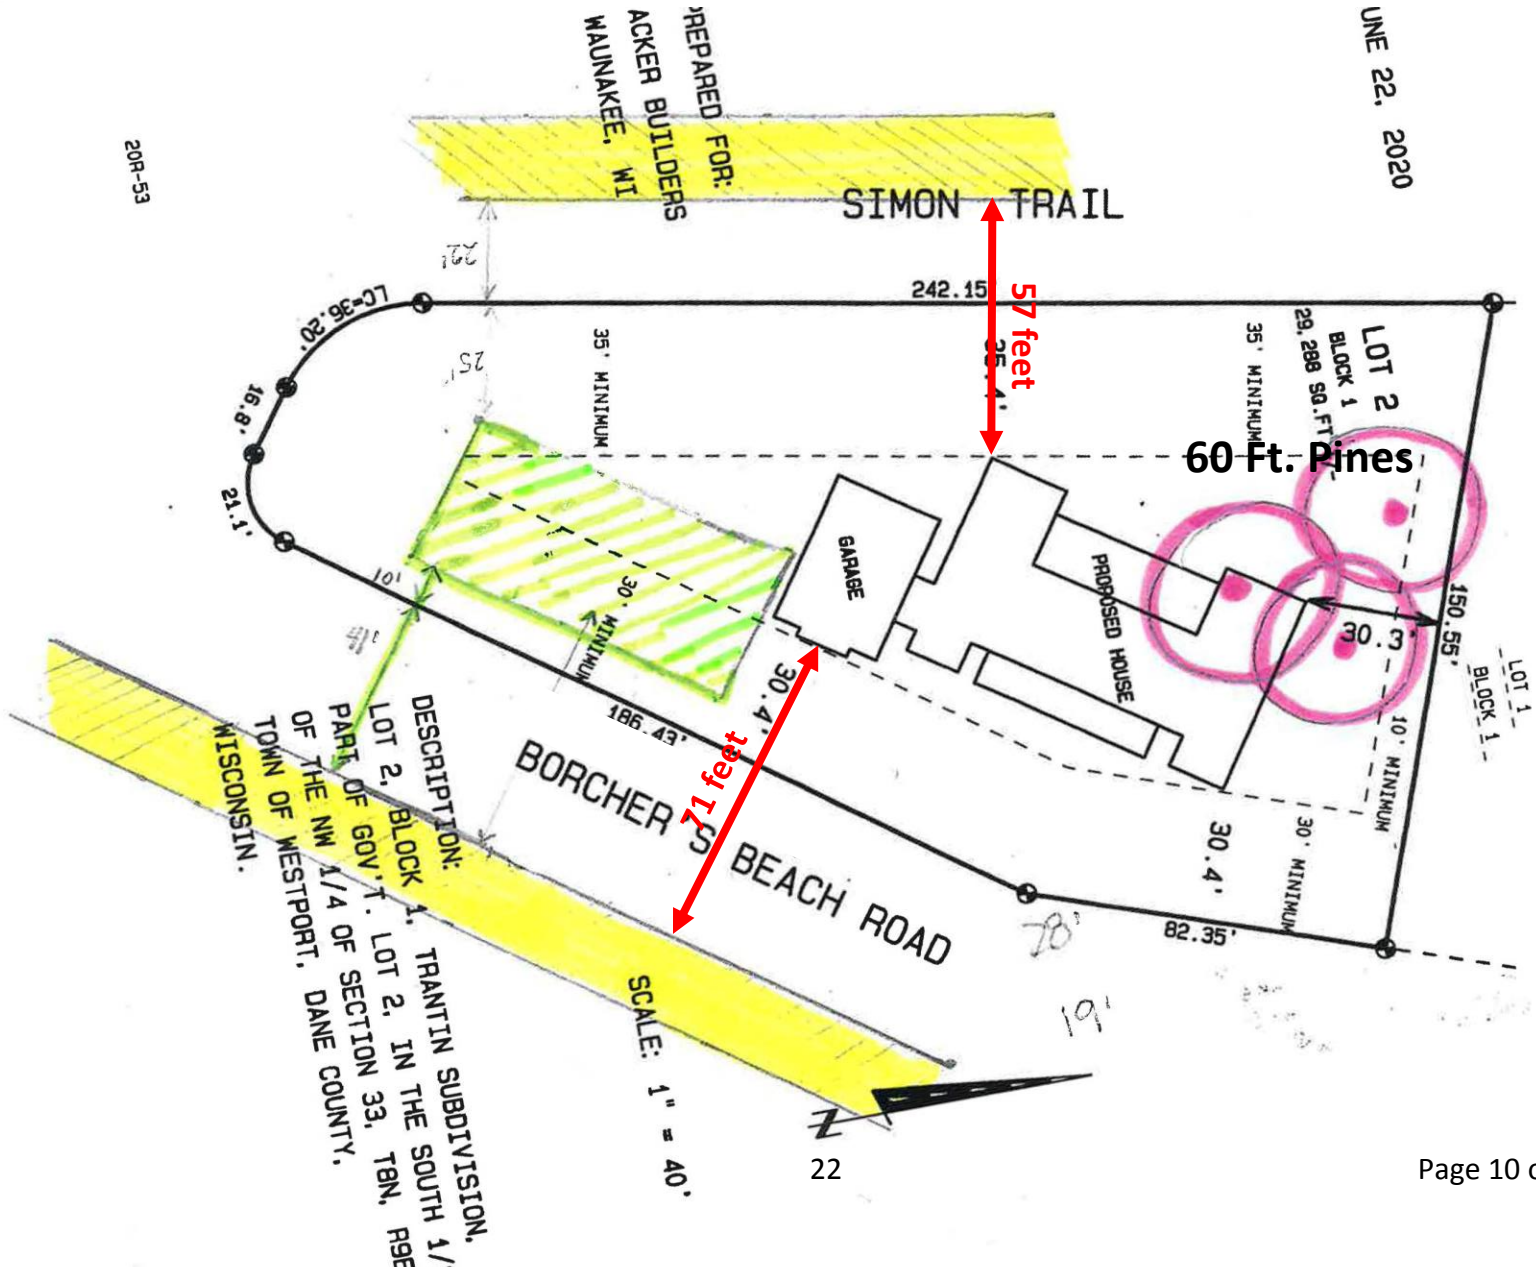 PREPARED FOR:
ACKER BUILDERS
WAUNAKEE, WI
UNE 22, 2020
20R-53
SIMON TRAIL
22'
242.15'
57 feet
35.4'
LC=36.20'
16.8'
21.1'
25'
35' MINIMUM
35' MINIMUM
LOT 2
BLOCK 1
29,288 SQ.FT
60 Ft. Pines
GARAGE
PROPOSED HOUSE
30.3'
150.55'
LOT 1
BLOCK 1
10' MINIMUM
10'
30' MINIMUM
30.4'
186.43'
71 feet
BORCHER'S BEACH ROAD
30.4'
30' MINIMUM
82.35'
28'
19'
DESCRIPTION:
LOT 2, BLOCK 1, TRANTIN SUBDIVISION,
PART OF GOV'T. LOT 2, IN THE SOUTH 1/
OF THE NW 1/4 OF SECTION 33, T8N, R9E
TOWN OF WESTPORT, DANE COUNTY,
WISCONSIN.
SCALE: 1" = 40'
N
22
Page 10 o